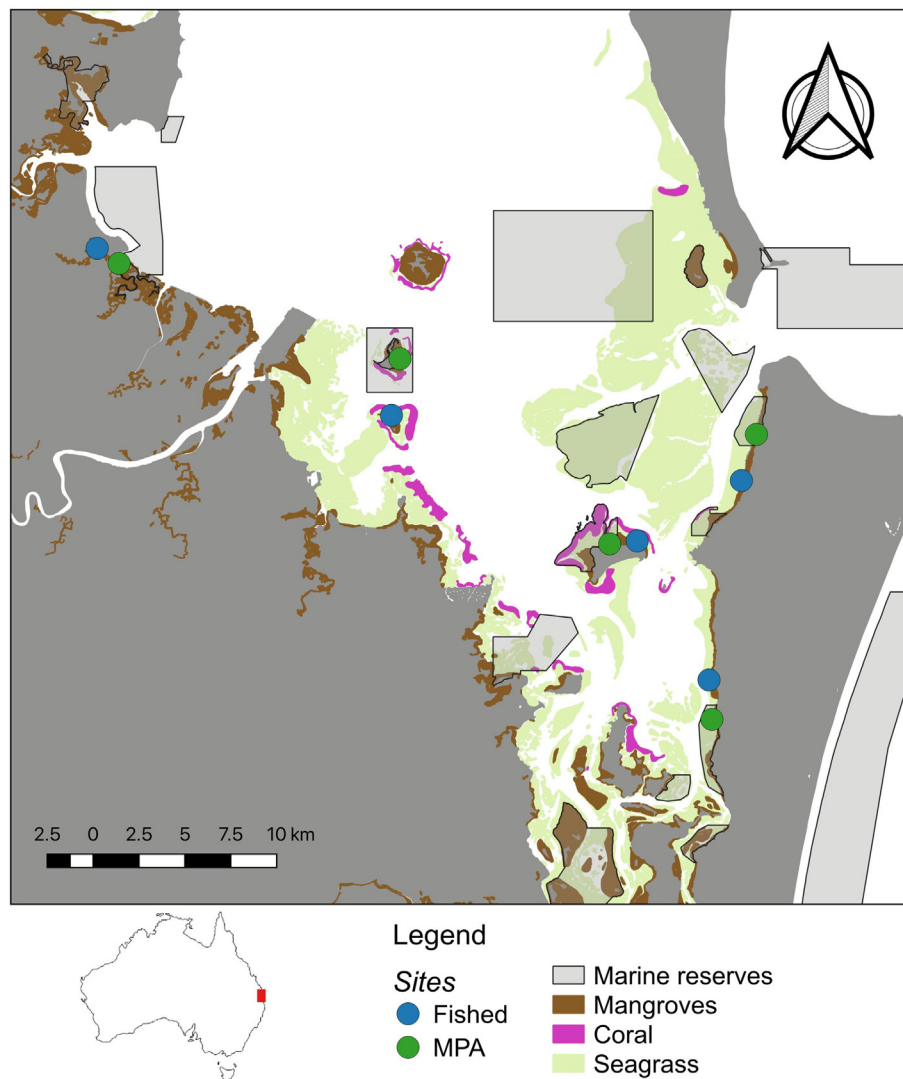 2.5 0 2.5 5 7.5 10 km
Legend
Sites
Fished
MPA
Marine reserves
Mangroves
Coral
Seagrass